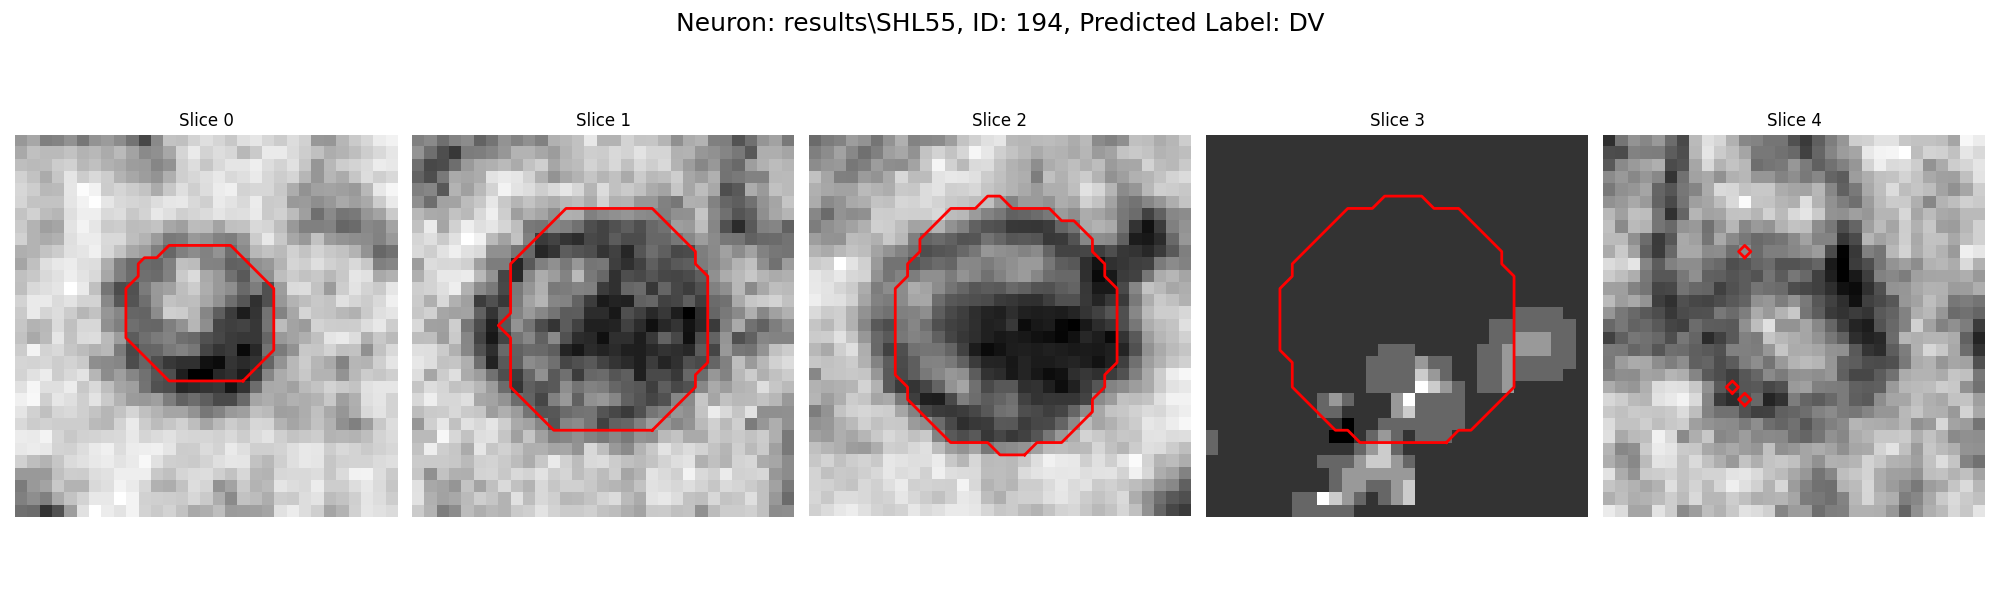 Neuron: results\SHL55, ID: 194, Predicted Label: DV
Slice 0
Slice 1
Slice 2
Slice 3
Slice 4